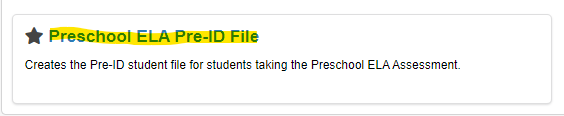 Preschool ELA Pre-ID File
Creates the Pre-ID student file for students taking the Preschool ELA Assessment.